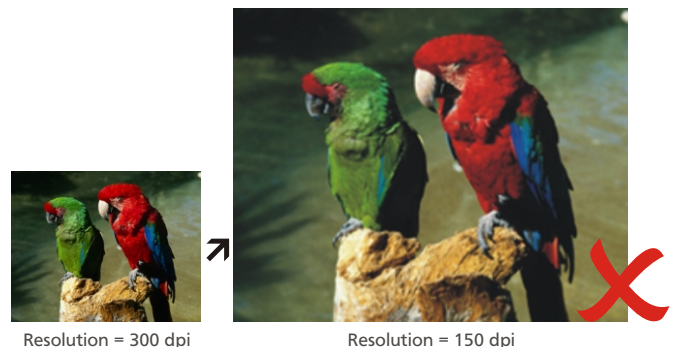 Resolution = 300 dpi
Resolution = 150 dpi